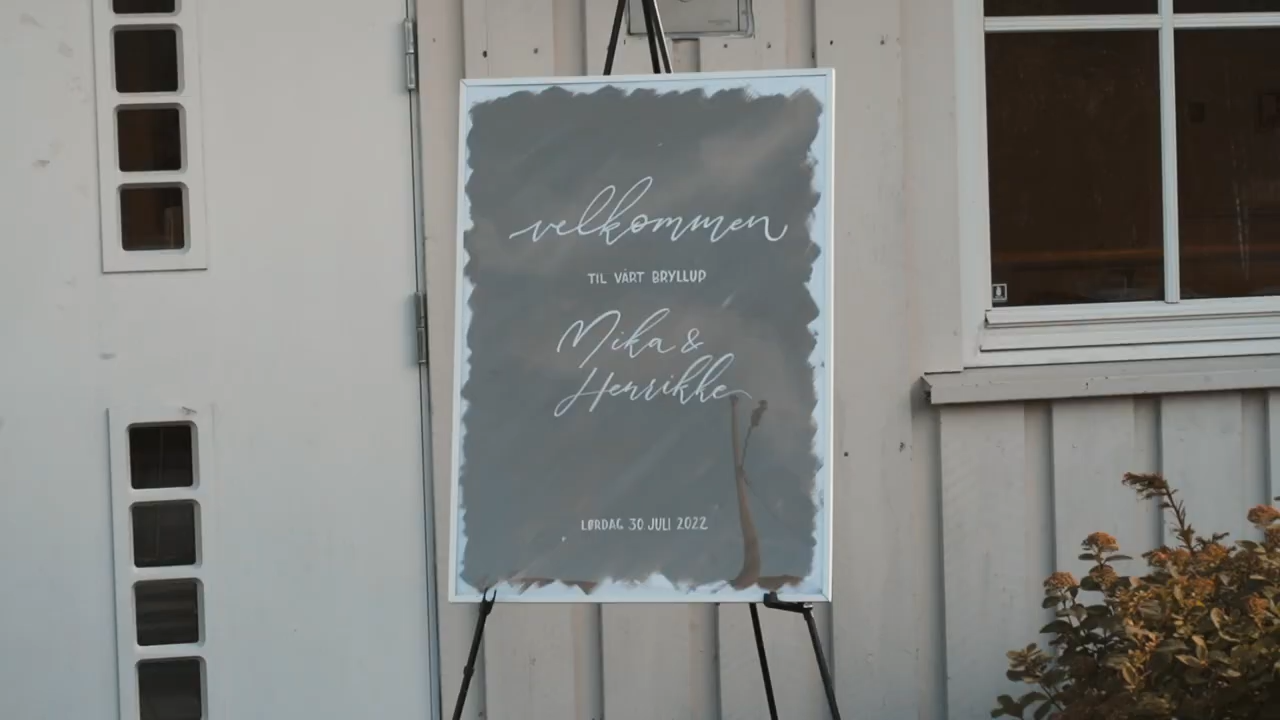 velkommen
TIL VÅRT BRYLLUP
Mika &
Henrikke
LØRDAG 30 JULI 2022